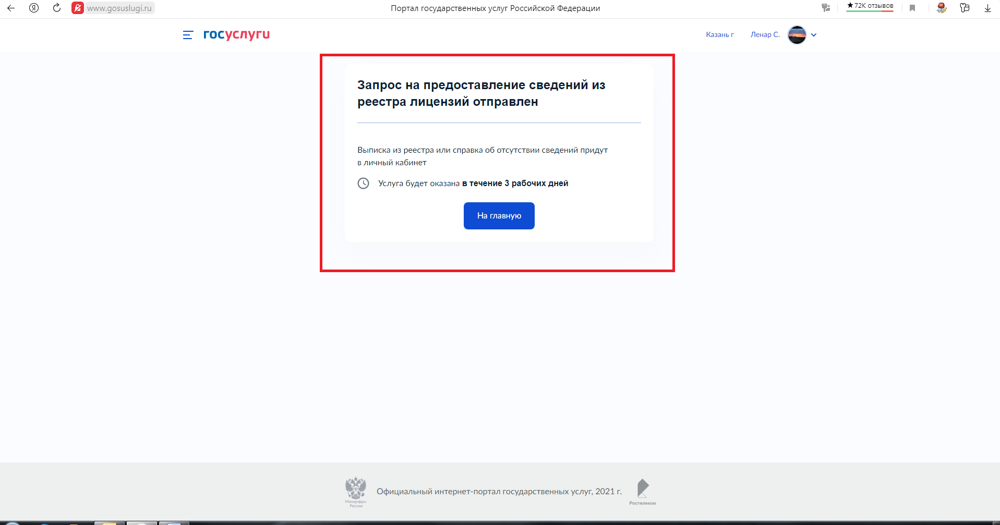 www.gosuslugi.ru
Портал государственных услуг Российской Федерации
★72K отзывов
госуслуги
Казань г
Ленар С.
Запрос на предоставление сведений из
реестра лицензий отправлен
Выписка из реестра или справка об отсутствии сведений придут
в личный кабинет
Услуга будет оказана в течение 3 рабочих дней
На главную
Минцифры
России
Официальный интернет-портал государственных услуг, 2021 г.
Ростелеком